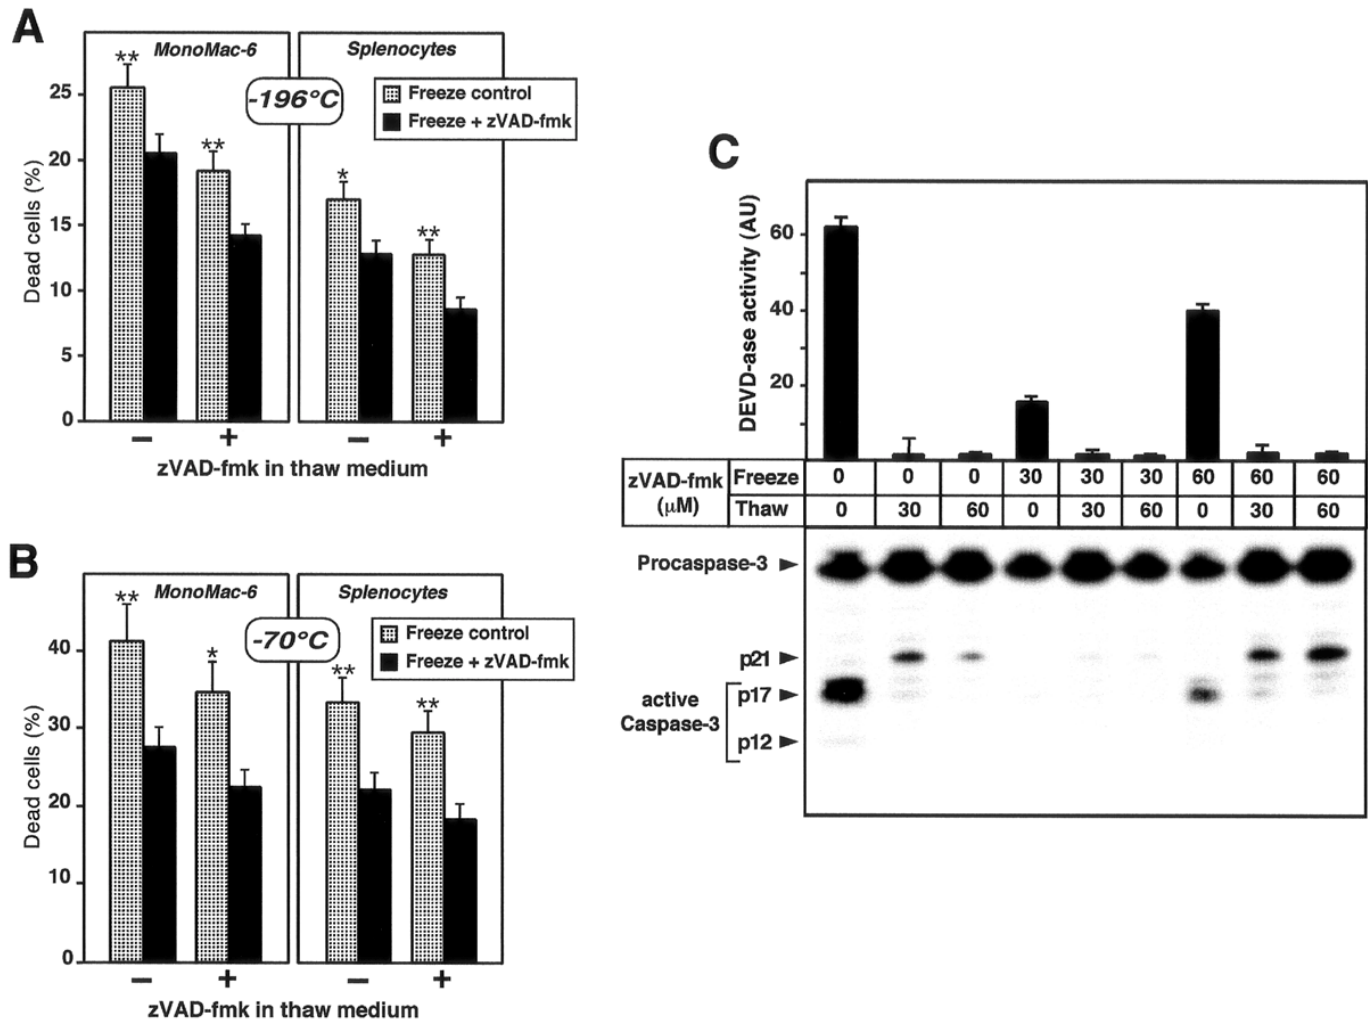 A
MonoMac-6
Splenocytes
-196°C
Freeze control
Freeze + zVAD-fmk
**
**
*
**
Dead cells (%)
25
20
15
10
5
0
– + – +
zVAD-fmk in thaw medium
B
MonoMac-6
Splenocytes
-70°C
Freeze control
Freeze + zVAD-fmk
**
*
**
**
Dead cells (%)
40
30
20
10
0
– + – +
zVAD-fmk in thaw medium
C
DEVD-ase activity (AU)
60
40
20
zVAD-fmk
(µM)
Freeze 0 0 0 30 30 30 60 60 60
Thaw 0 30 60 0 30 60 0 30 60
Procaspase-3
p21
active
Caspase-3
p17
p12